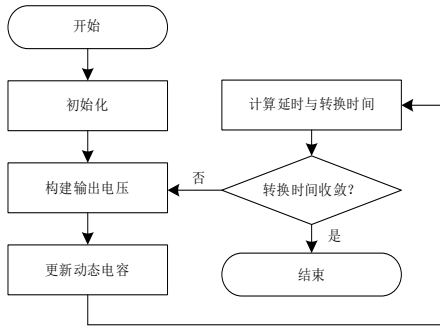 开始
初始化
构建输出电压
更新动态电容
计算延时与转换时间
转换时间收敛?
否
是
结束